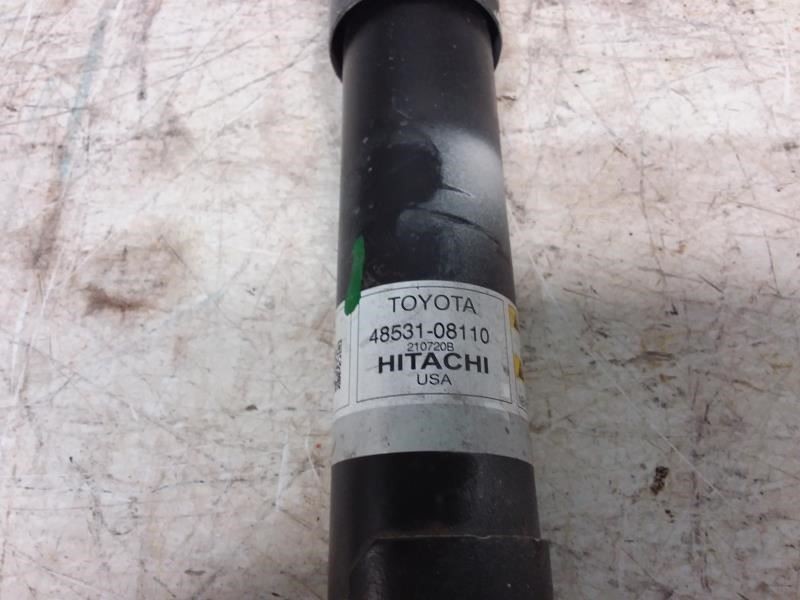 TOYOTA
48531-08110
210720B
HITACHI
USA